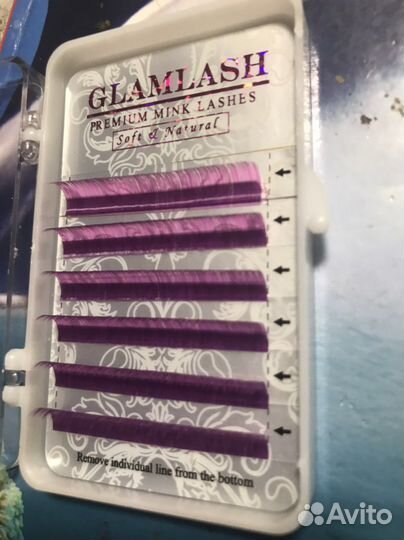 GLAMLASH
PREMIUM MINK LASHES
Soft & Natural
Remove individual line from the bottom
Avito